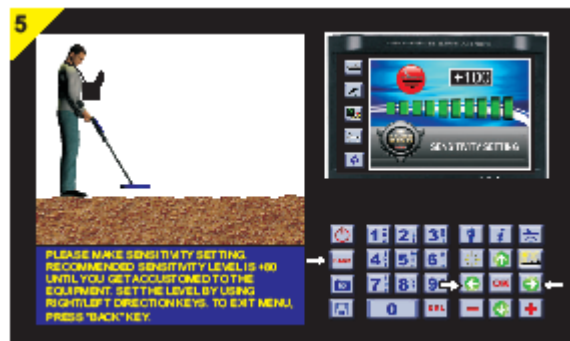 5
+100
SENSITIVITY SETTING
PLEASE MAKE SENSITIVITY SETTING.
RECOMMENDED SENSITIVITY LEVEL IS +60
UNTIL YOU GET ACCUSTOMED TO THE
EQUIPMENT. SET THE LEVEL BY USING
RIGHT/LEFT DIRECTION KEYS. TO EXIT MENU,
PRESS "BACK" KEY.
1 2 3
4 5 6
7 8 9
0